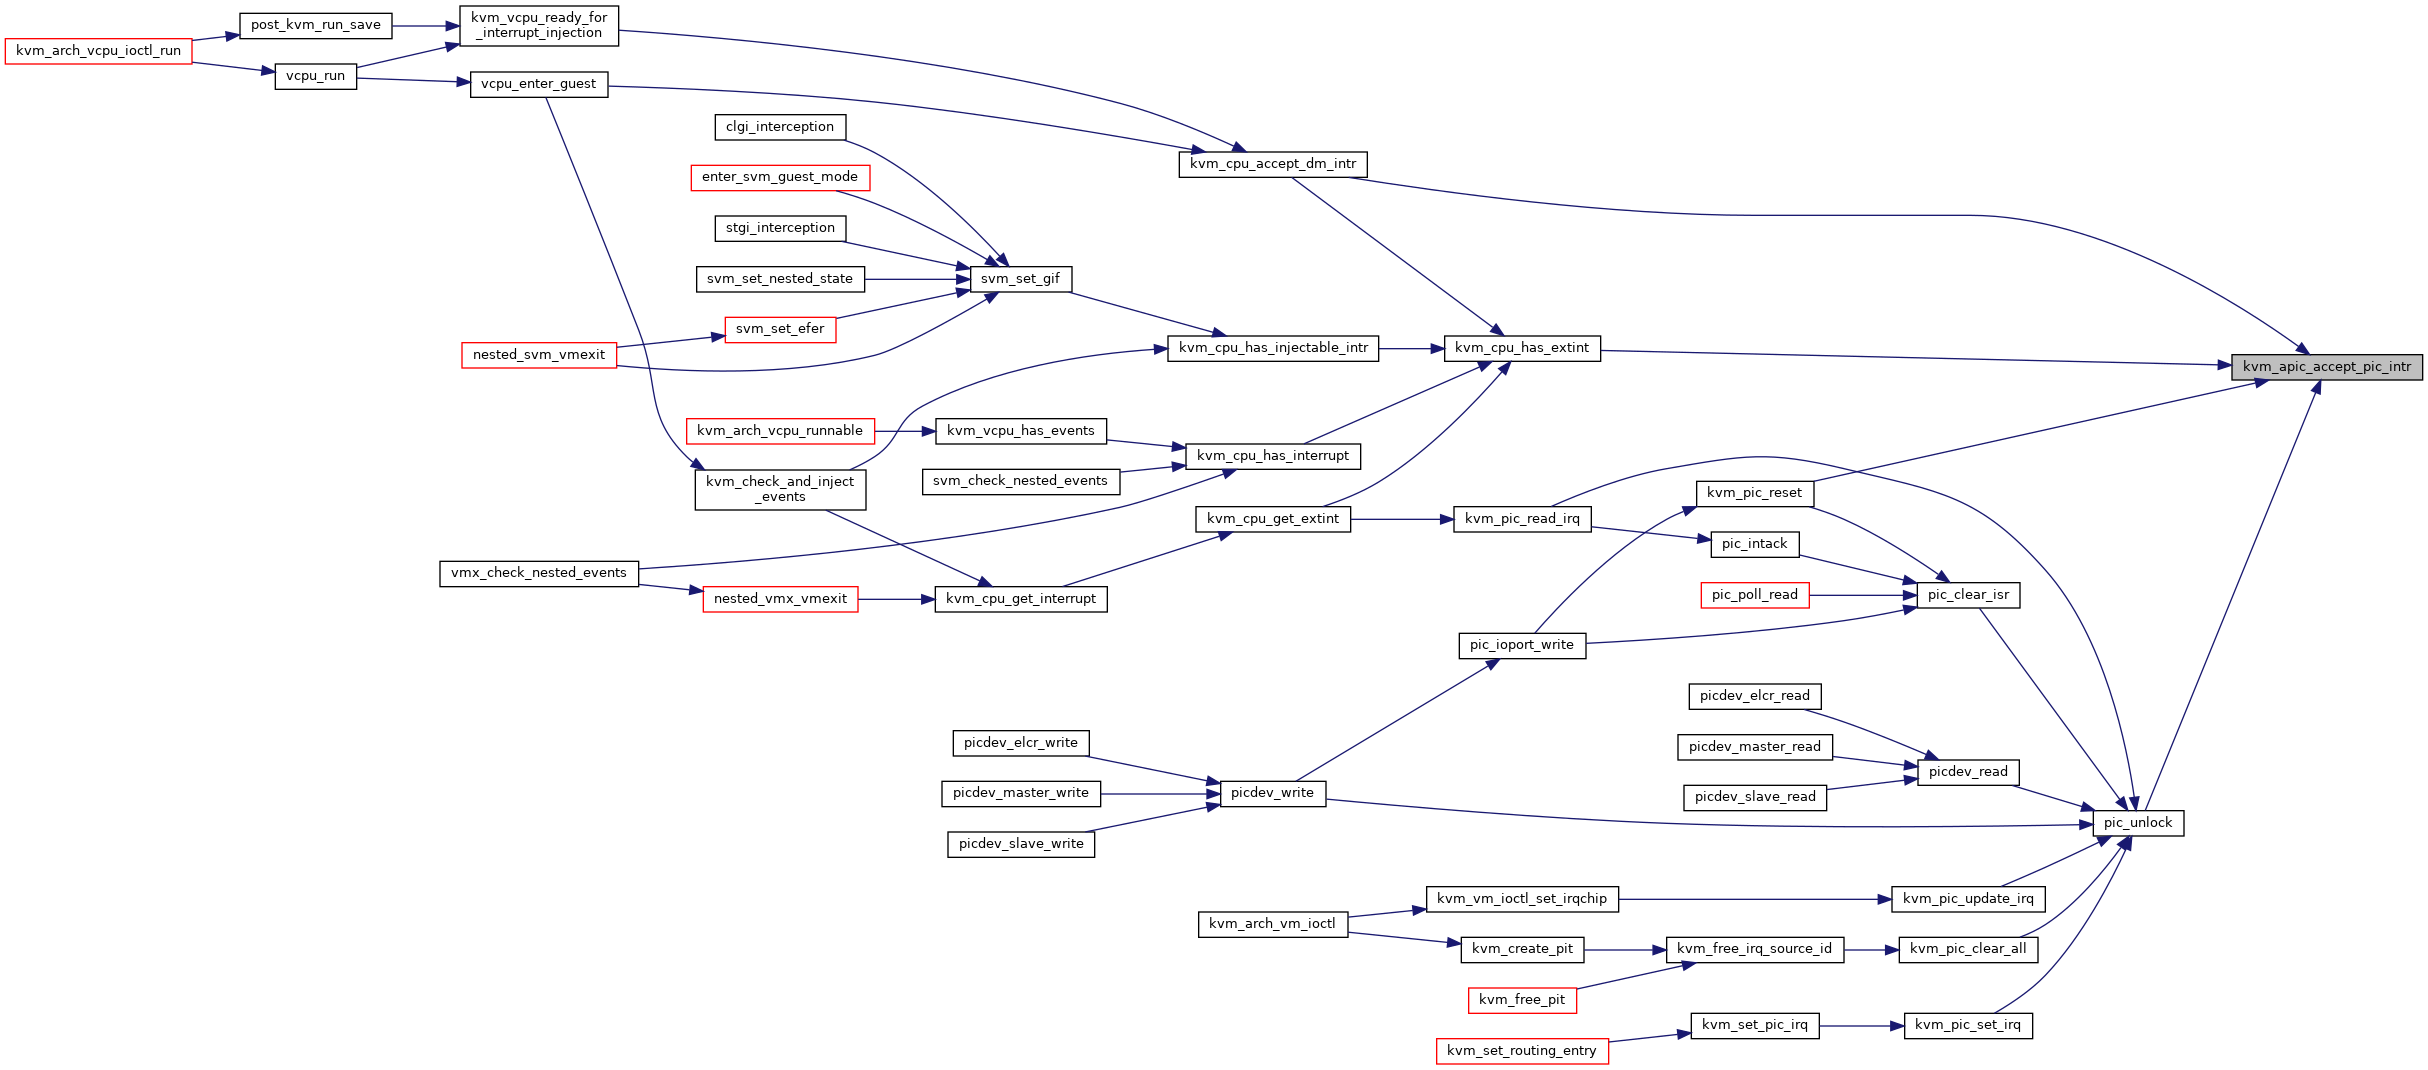 kvm_arch_vcpu_ioctl_run
post_kvm_run_save
vcpu_run
kvm_vcpu_ready_for
_interrupt_injection
vcpu_enter_guest
clgi_interception
enter_svm_guest_mode
stgi_interception
svm_set_nested_state
svm_set_efer
nested_svm_vmexit
svm_set_gif
kvm_cpu_accept_dm_intr
kvm_cpu_has_injectable_intr
kvm_cpu_has_extint
kvm_apic_accept_pic_intr
kvm_arch_vcpu_runnable
kvm_vcpu_has_events
kvm_cpu_has_interrupt
svm_check_nested_events
kvm_check_and_inject
_events
kvm_cpu_get_extint
kvm_pic_read_irq
kvm_pic_reset
pic_intack
vmx_check_nested_events
nested_vmx_vmexit
kvm_cpu_get_interrupt
pic_poll_read
pic_clear_isr
pic_ioport_write
picdev_elcr_read
picdev_master_read
picdev_slave_read
picdev_read
picdev_elcr_write
picdev_master_write
picdev_slave_write
picdev_write
pic_unlock
kvm_vm_ioctl_set_irqchip
kvm_pic_update_irq
kvm_arch_vm_ioctl
kvm_create_pit
kvm_free_irq_source_id
kvm_pic_clear_all
kvm_free_pit
kvm_set_pic_irq
kvm_pic_set_irq
kvm_set_routing_entry